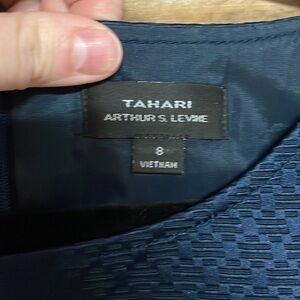 TAHARI
ARTHUR S. LEVINE
8
VIETNAM